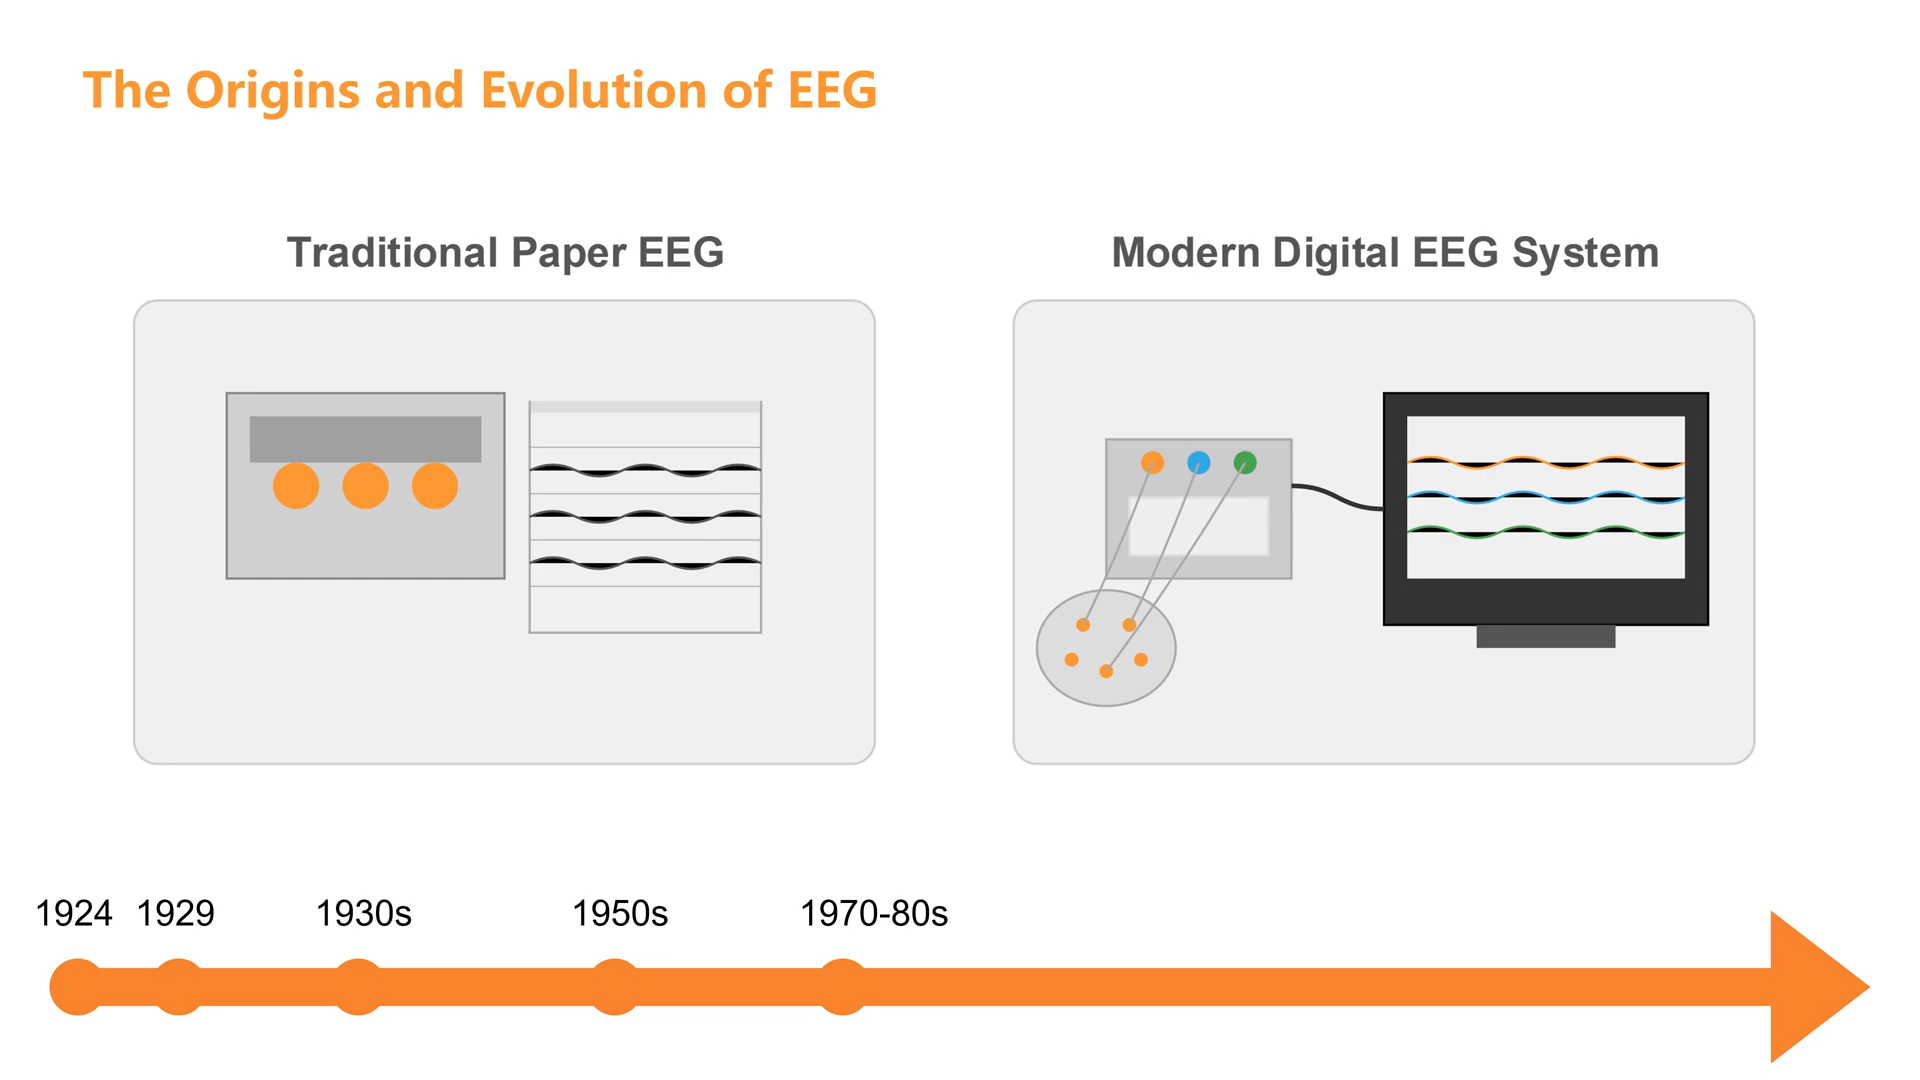 The Origins and Evolution of EEG
Traditional Paper EEG
Modern Digital EEG System
1924
1929
1930s
1950s
1970-80s